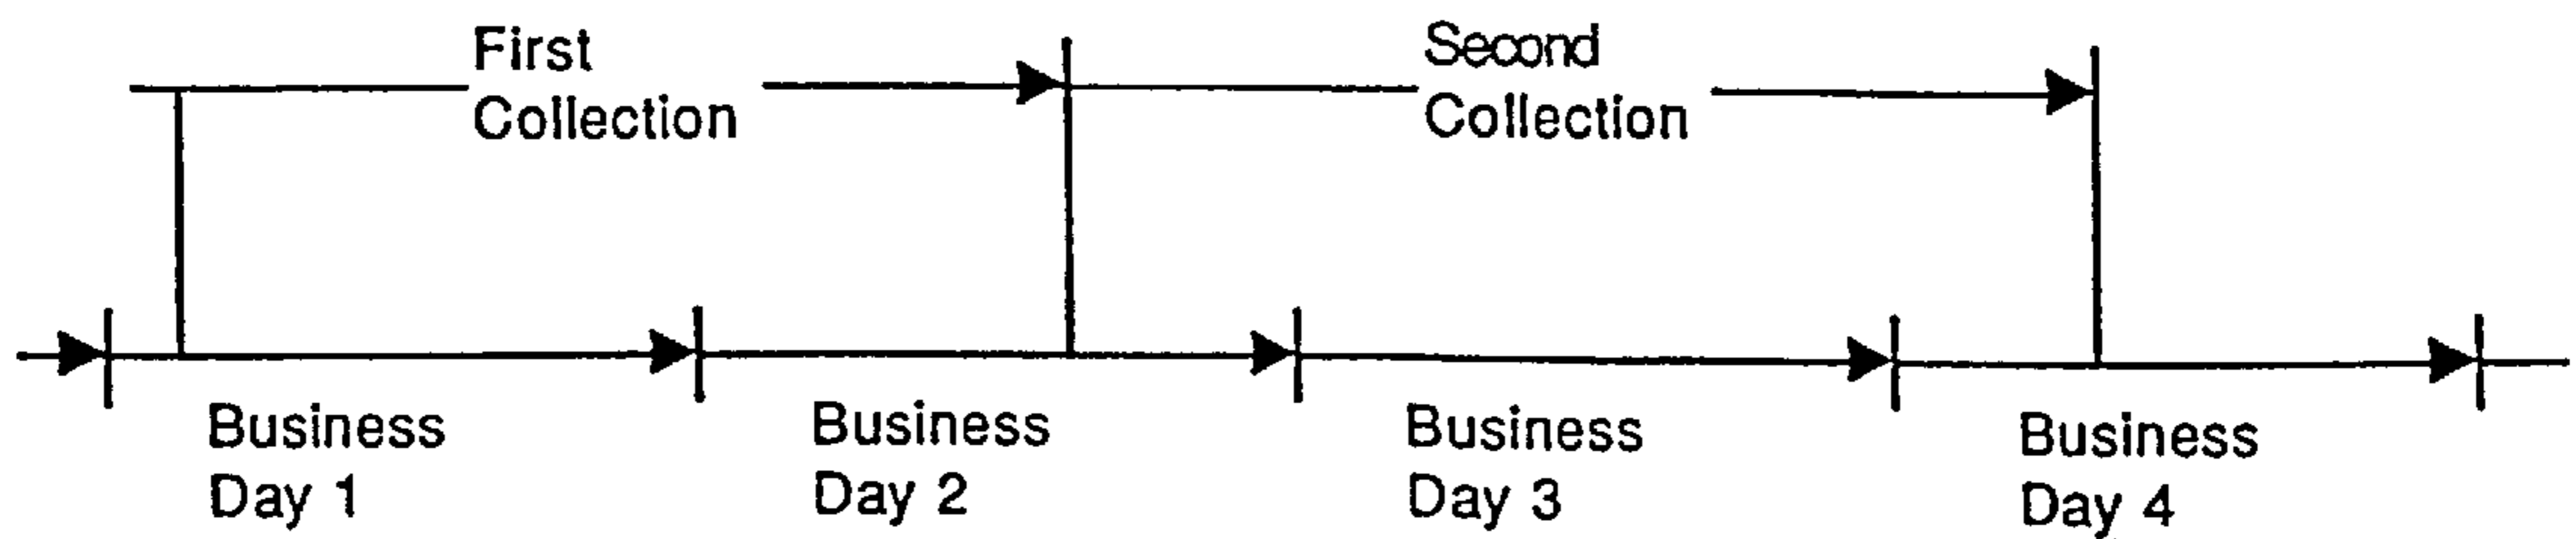 First
Collection
Second
Collection
Business
Day 1
Business
Day 2
Business
Day 3
Business
Day 4